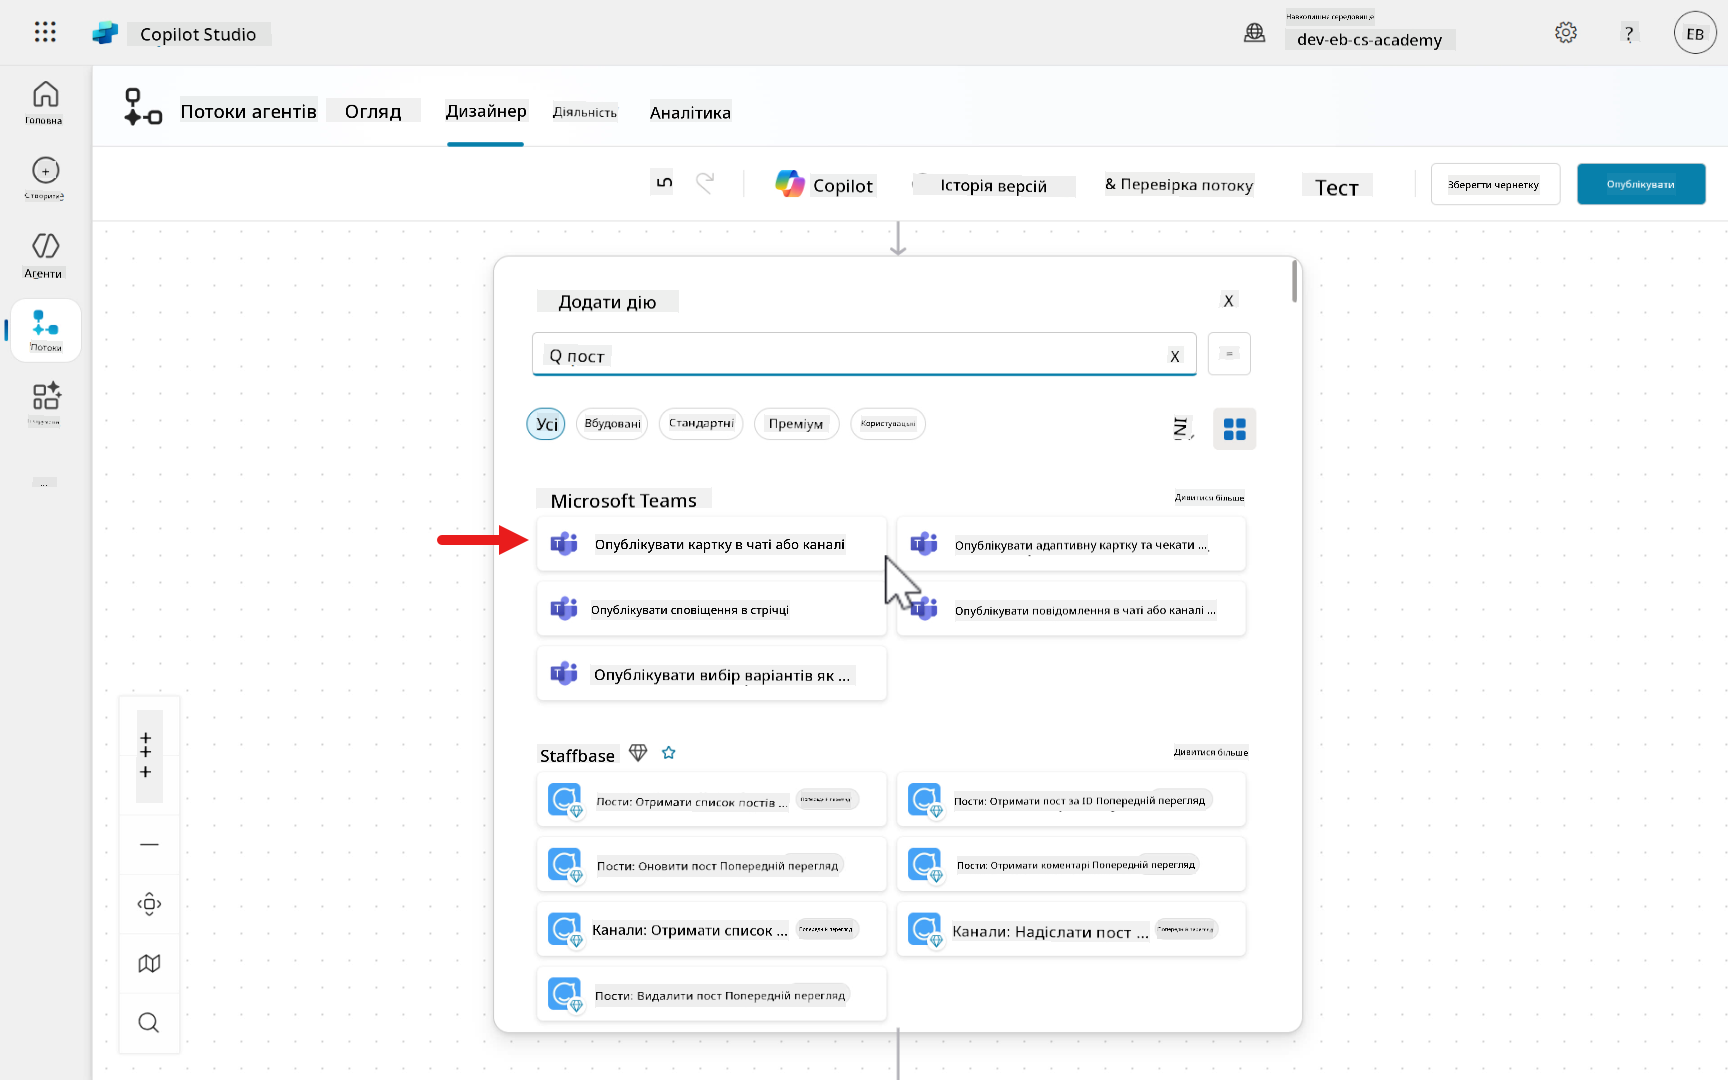 Copilot Studio
Навколишнє середовище
dev-eb-cs-academy
?
EB
Головна
Створити
Агенти
Потоки
...
Потоки агентів
Огляд
Дизайнер
Діяльність
Аналітика
Copilot
Історія версій
& Перевірка потоку
Тест
Зберегти чернетку
Опублікувати
Додати дію
X
Q пост
X
Усі
Вбудовані
Стандартні
Преміум
Microsoft Teams
Дивитися більше
Опублікувати картку в чаті або каналі
Опублікувати адаптивну картку та чекати ...
Опублікувати сповіщення в стрічці
Опублікувати повідомлення в чаті або каналі ...
Опублікувати вибір варіантів як ...
Staffbase
Дивитися більше
Пости: Отримати список постів ... Попередній перегляд
Пости: Отримати пост за ID Попередній перегляд
Пости: Оновити пост Попередній перегляд
Пости: Отримати коментарі Попередній перегляд
Канали: Отримати список ... Попередній перегляд
Канали: Надіслати пост ... Попередній перегляд
Пости: Видалити пост Попередній перегляд